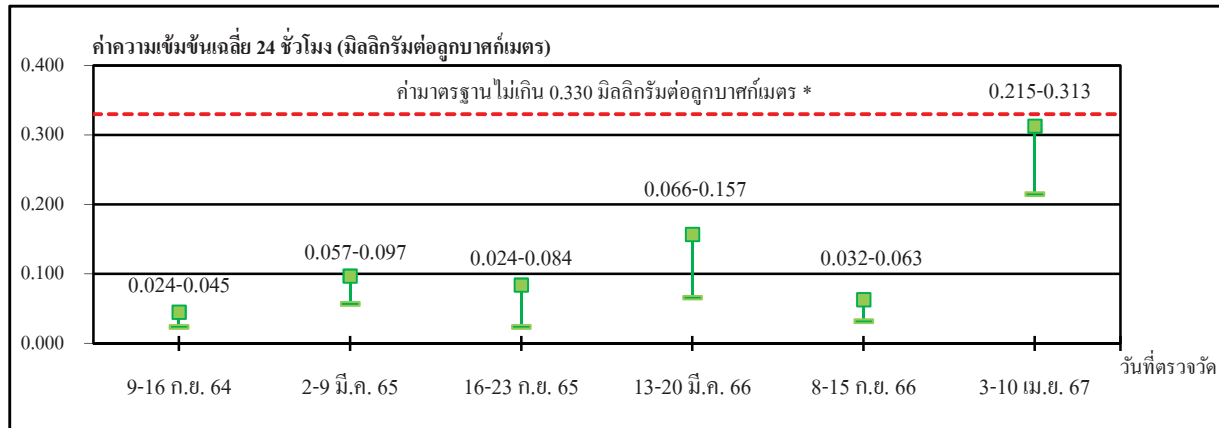 ค่าความเข้มข้นเฉลี่ย 24 ชั่วโมง (มิลลิกรัมต่อลูกบาศก์เมตร)
0.400
ค่ามาตรฐานไม่เกิน 0.330 มิลลิกรัมต่อลูกบาศก์เมตร *
0.215-0.313
0.300
0.066-0.157
0.200
0.057-0.097
0.024-0.084
0.032-0.063
0.100
0.024-0.045
0.000
วันที่ตรวจวัด
9-16 ก.ย. 64
2-9 มี.ค. 65
16-23 ก.ย. 65
13-20 มี.ค. 66
8-15 ก.ย. 66
3-10 เม.ย. 67